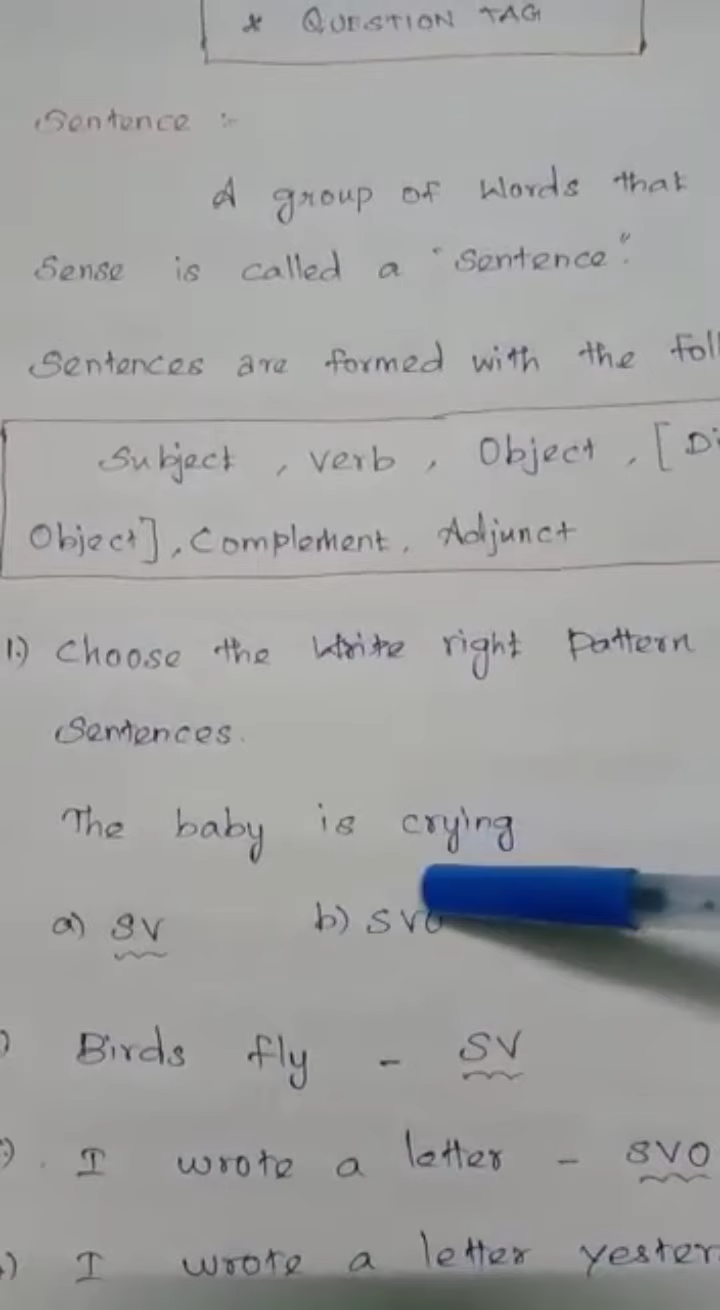 * QUESTION TAG
Sentence :-
A group of words that
Sense is called a "Sentence".
Sentences are formed with the
Subject, verb, Object, [
Object], Complement, Adjunct
1.) Choose the write right Pattern
Sentences.
The baby is crying
a) SV b) SVO
Birds fly - SV
I wrote a letter - SVO
I wrote a letter